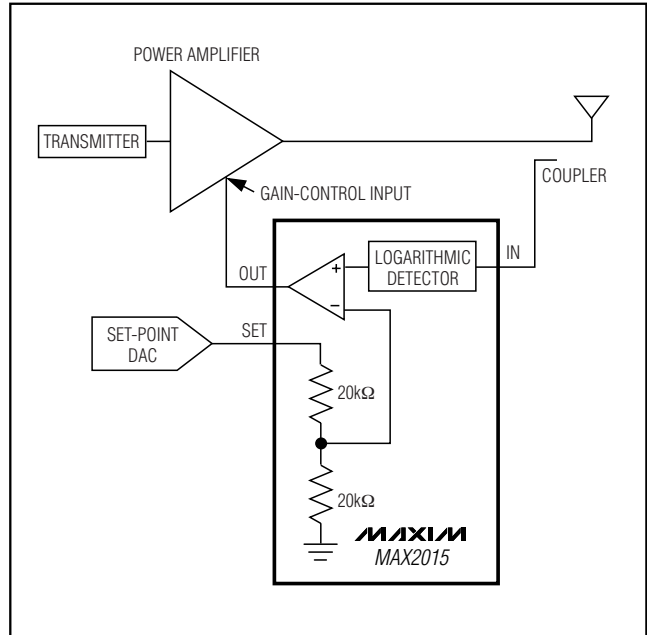 POWER AMPLIFIER
TRANSMITTER
GAIN-CONTROL INPUT
COUPLER
OUT
+
−
LOGARITHMIC
DETECTOR
IN
SET-POINT
DAC
SET
20kΩ
20kΩ
MAXIM
MAX2015